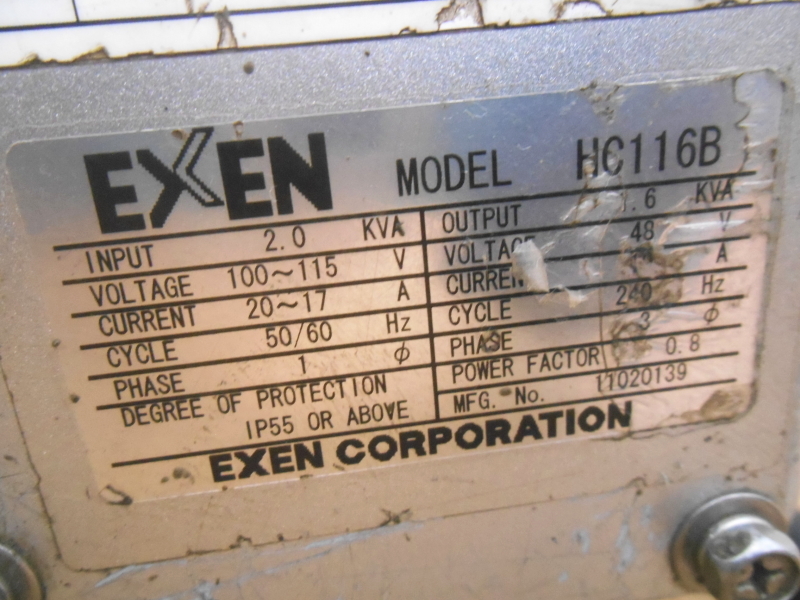 EXEN MODEL HC116B
INPUT 2.0 KVA
VOLTAGE 100~115 V
CURRENT 20~17 A
CYCLE 50/60 Hz
PHASE 1 φ
DEGREE OF PROTECTION
IP55 OR ABOVE
OUTPUT 1.6 KVA
48 V
A
CYCLE 240 Hz
PHASE 3 φ
POWER FACTOR 0.8
MFG. No. 11020139
EXEN CORPORATION